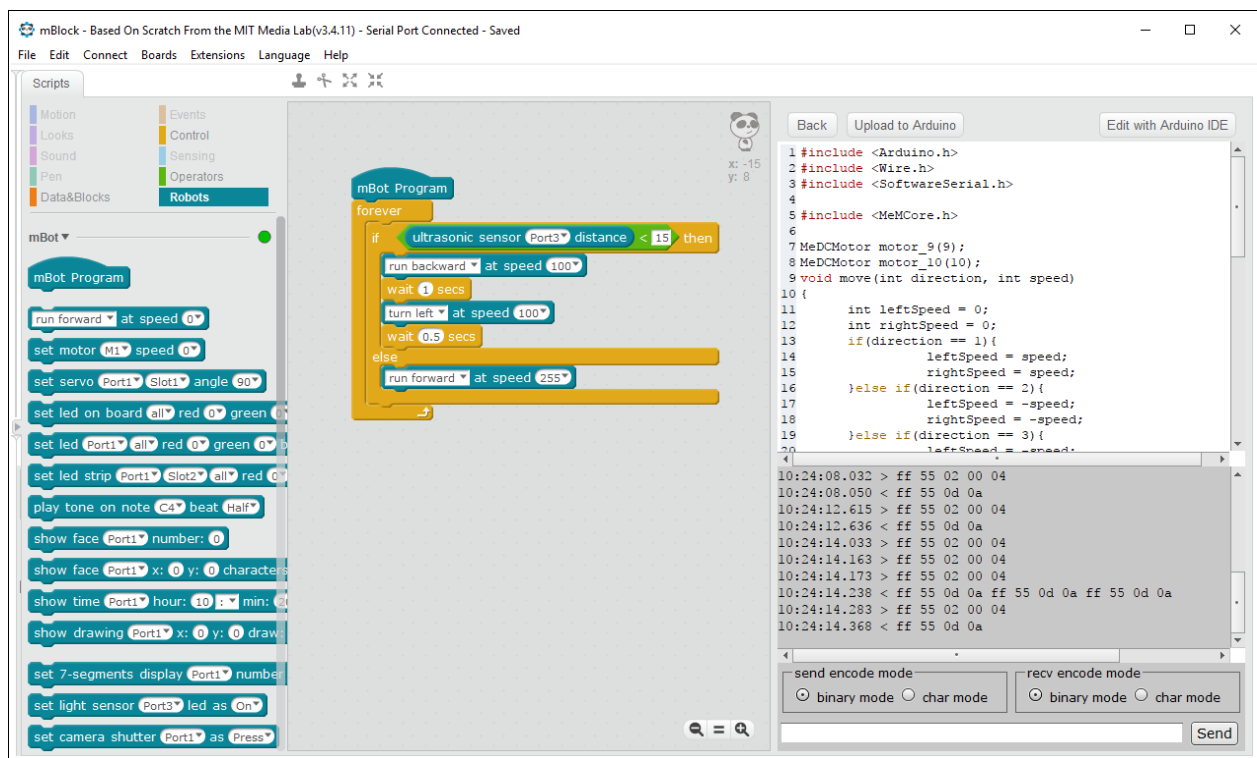 mBlock - Based On Scratch From the MIT Media Lab(v3.4.11) - Serial Port Connected - Saved
File Edit Connect Boards Extensions Language Help
Scripts
Motion Events
Looks Control
Sound Sensing
Pen Operators
Data&Blocks Robots
mBot
mBot Program
run forward at speed 0
set motor M1 speed 0
set servo Port1 Slot1 angle 90
set led on board all red 0 green 0
set led Port1 all red 0 green 0 b
set led strip Port1 Slot2 all red 0
play tone on note C4 beat Half
show face Port1 number: 0
show face Port1 x: 0 y: 0 characters
show time Port1 hour: 10 : min:
show drawing Port1 x: 0 y: 0 draw:
set 7-segments display Port1 number
set light sensor Port3 led as On
set camera shutter Port1 as Press
x: -15
y: 8
mBot Program
forever
if ultrasonic sensor Port3 distance < 15 then
run backward at speed 100
wait 1 secs
turn left at speed 100
wait 0.5 secs
else
run forward at speed 255
Back Upload to Arduino Edit with Arduino IDE
1 #include <Arduino.h>
2 #include <Wire.h>
3 #include <SoftwareSerial.h>
4
5 #include <MeMCore.h>
6
7 MeDCMotor motor_9(9);
8 MeDCMotor motor_10(10);
9 void move(int direction, int speed)
10 {
11 int leftSpeed = 0;
12 int rightSpeed = 0;
13 if(direction == 1){
14 leftSpeed = speed;
15 rightSpeed = speed;
16 }else if(direction == 2){
17 leftSpeed = -speed;
18 rightSpeed = -speed;
19 }else if(direction == 3){
20 leftSpeed = -speed;
10:24:08.032 > ff 55 02 00 04
10:24:08.050 < ff 55 0d 0a
10:24:12.615 > ff 55 02 00 04
10:24:12.636 < ff 55 0d 0a
10:24:14.033 > ff 55 02 00 04
10:24:14.163 > ff 55 02 00 04
10:24:14.173 > ff 55 02 00 04
10:24:14.238 < ff 55 0d 0a ff 55 0d 0a ff 55 0d 0a
10:24:14.283 > ff 55 02 00 04
10:24:14.368 < ff 55 0d 0a
send encode mode recv encode mode
binary mode char mode binary mode char mode
Send